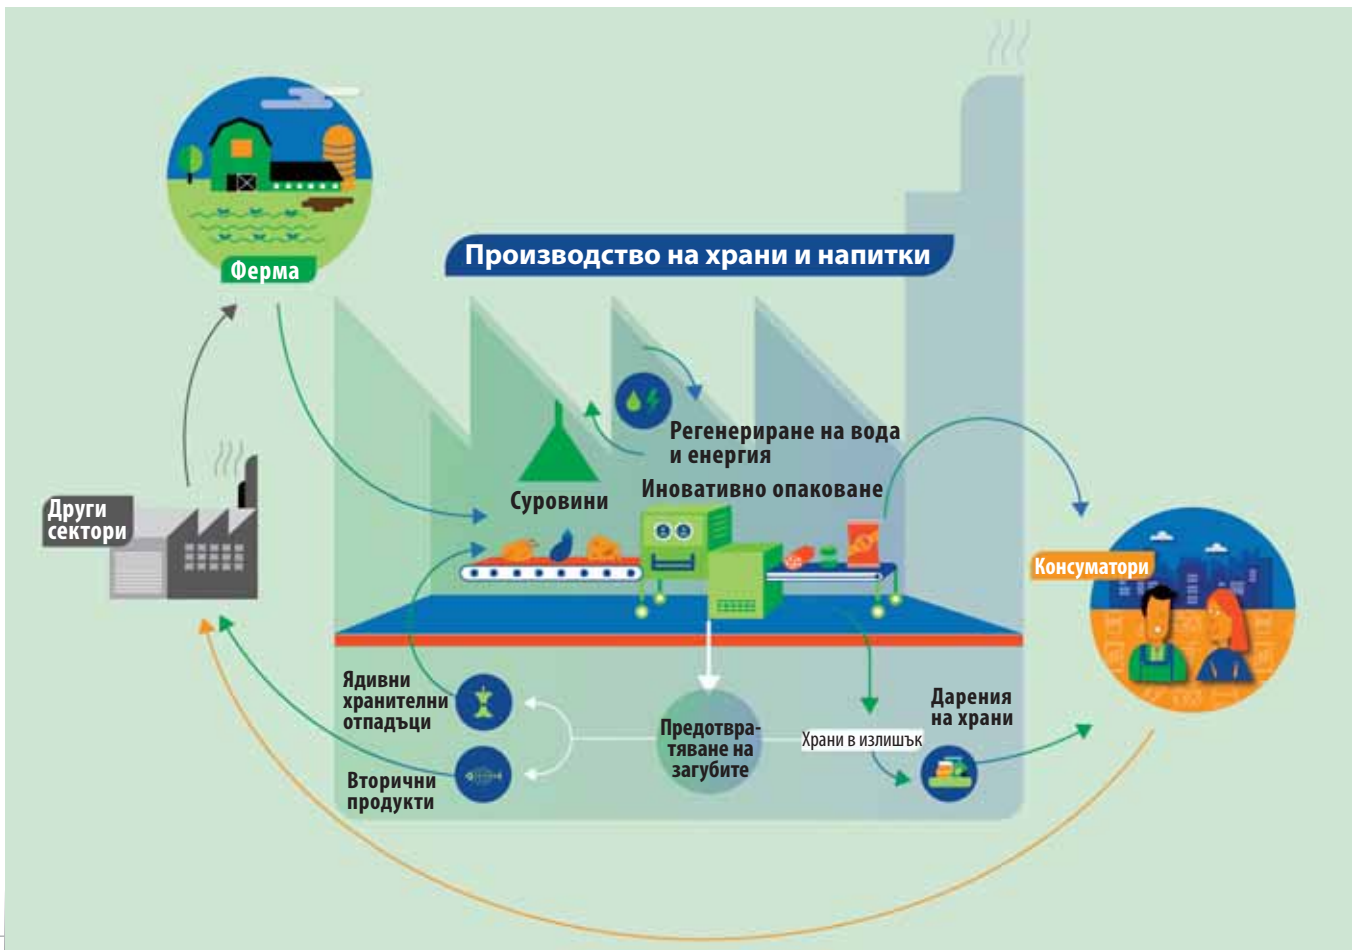 Ферма
Производство на храни и напитки
Регенериране на вода
и енергия
Суровини
Иновативно опаковане
Други
сектори
Консуматори
Ядивни
хранителни
отпадъци
Вторични
продукти
Предотвра-
тяване на
загубите
Храни в излишък
Дарения
на храни